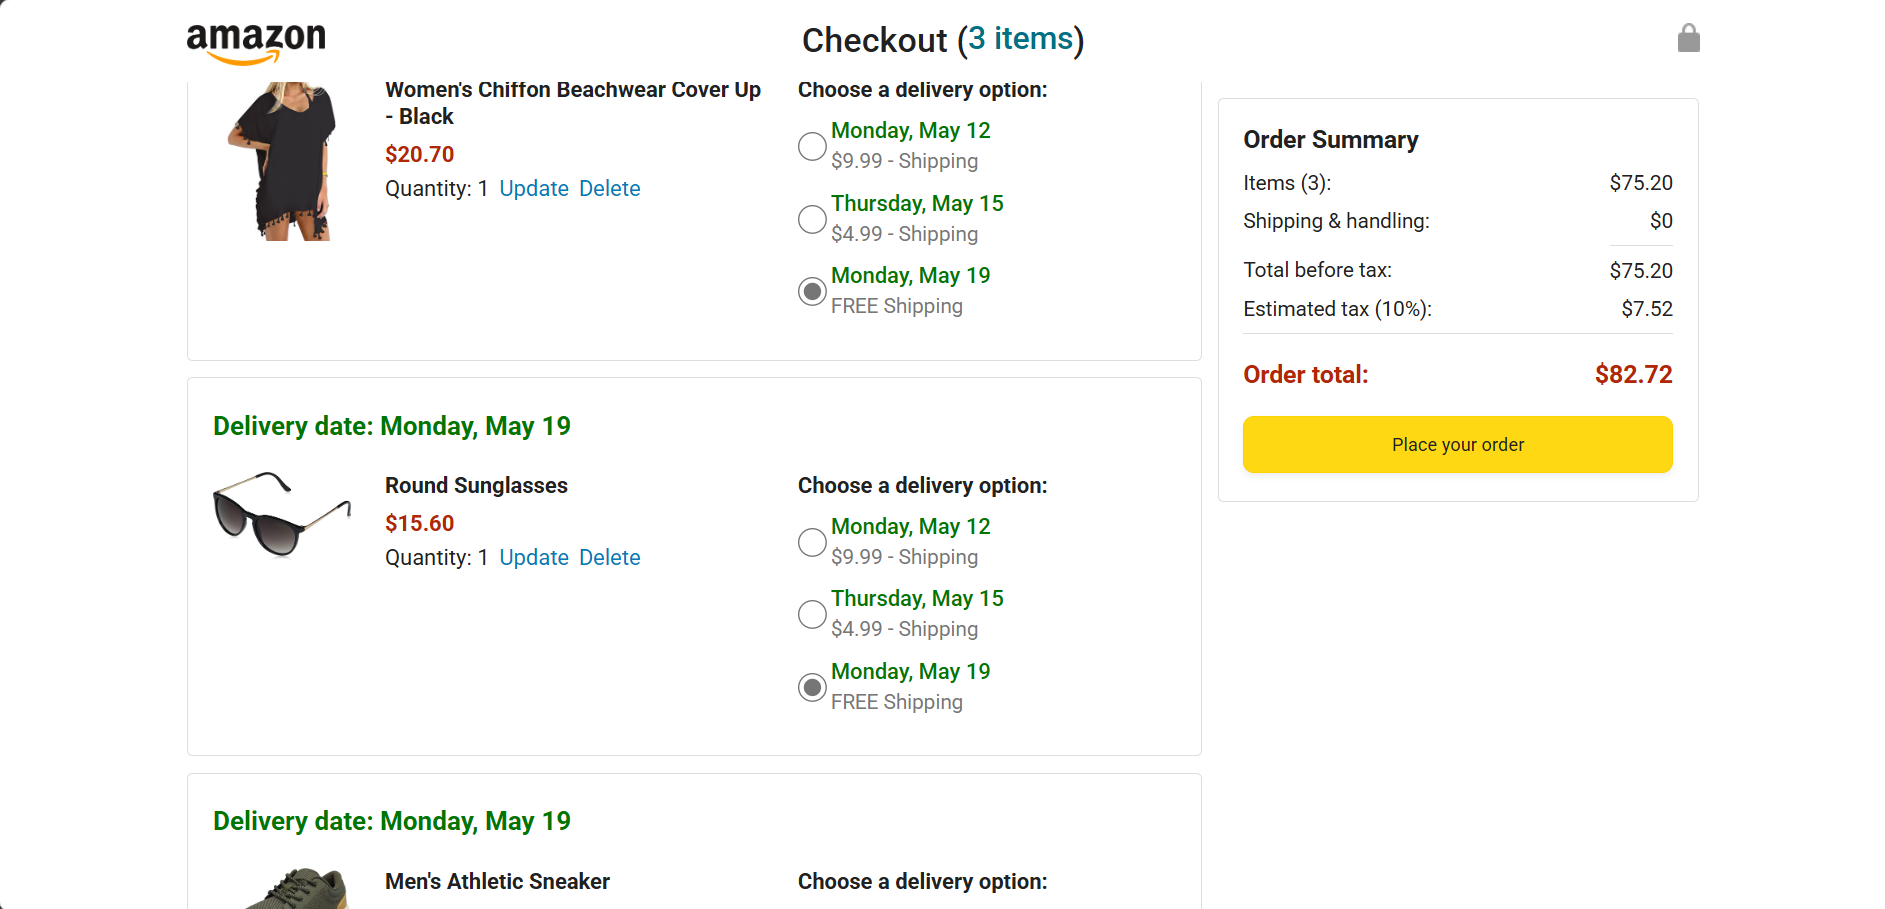 amazon
Checkout (3 items)
Women's Chiffon Beachwear Cover Up
- Black
$20.70
Quantity: 1 Update Delete
Choose a delivery option:
Monday, May 12
$9.99 - Shipping
Thursday, May 15
$4.99 - Shipping
Monday, May 19
FREE Shipping
Delivery date: Monday, May 19
Round Sunglasses
$15.60
Quantity: 1 Update Delete
Choose a delivery option:
Monday, May 12
$9.99 - Shipping
Thursday, May 15
$4.99 - Shipping
Monday, May 19
FREE Shipping
Delivery date: Monday, May 19
Men's Athletic Sneaker
Choose a delivery option:
Order Summary
Items (3): $75.20
Shipping & handling: $0
Total before tax: $75.20
Estimated tax (10%): $7.52
Order total: $82.72
Place your order